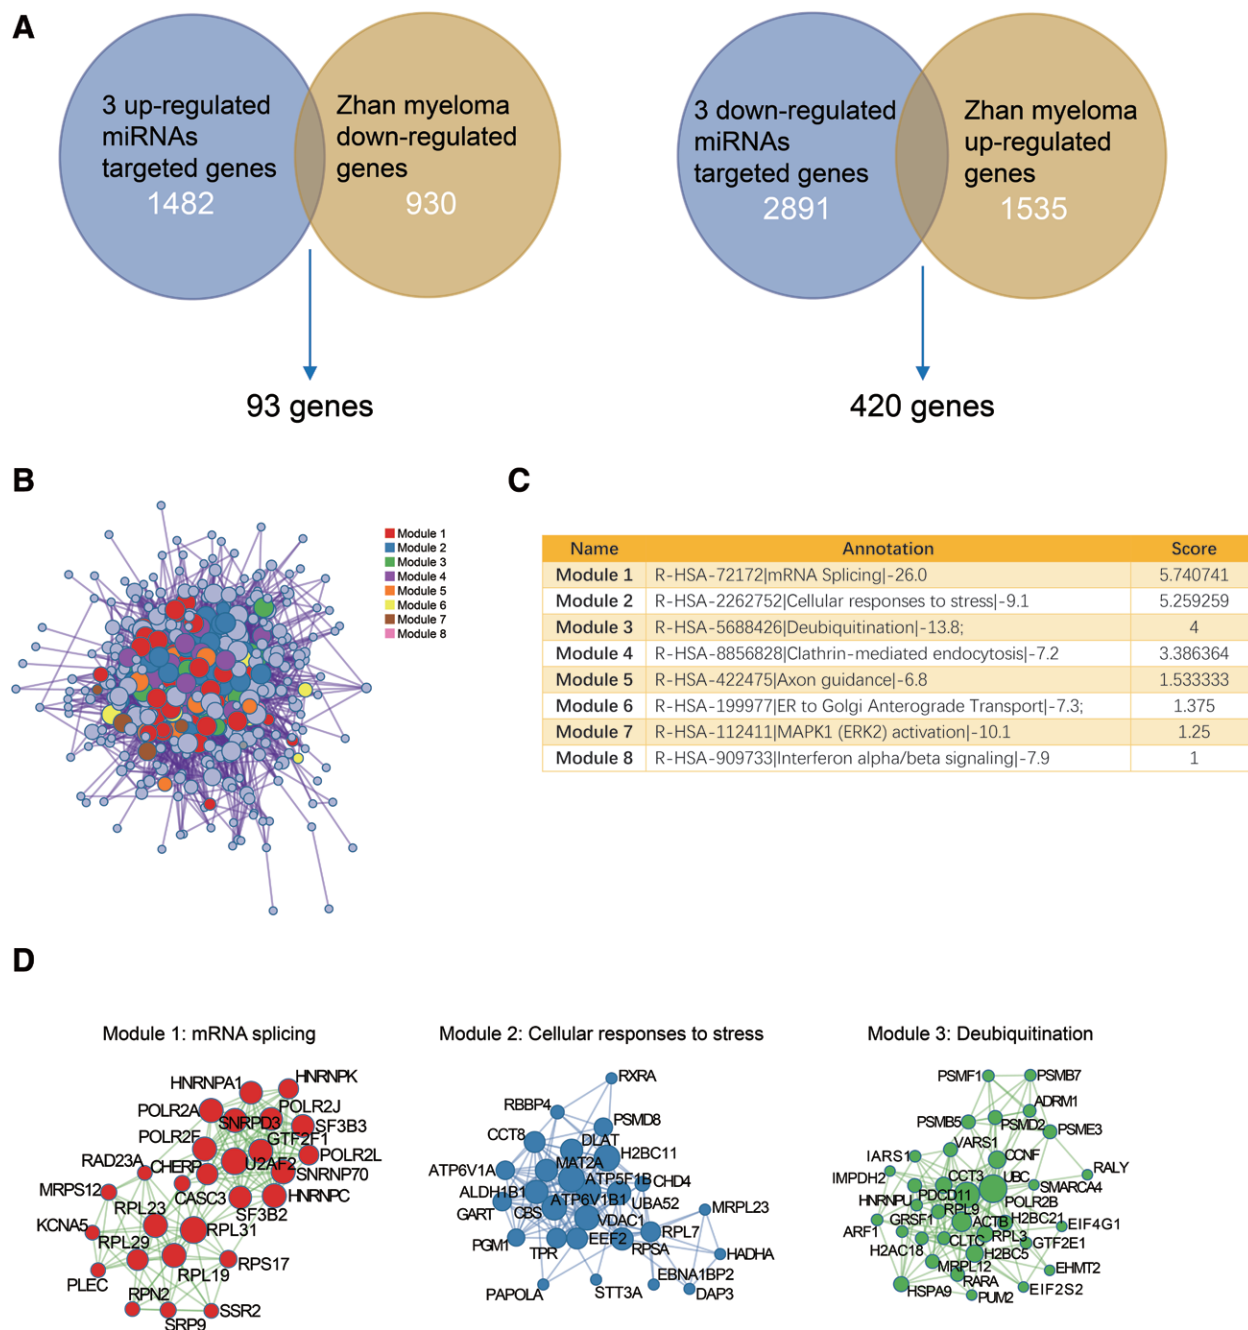 A
3 up-regulated
miRNAs
targeted genes
1482
Zhan myeloma
down-regulated
genes
930
93 genes
3 down-regulated
miRNAs
targeted genes
2891
Zhan myeloma
up-regulated
genes
1535
420 genes
B
Module 1
Module 2
Module 3
Module 4
Module 5
Module 6
Module 7
Module 8
C
Name Annotation Score
Module 1 R-HSA-72172|mRNA Splicing|-26.0 5.740741
Module 2 R-HSA-2262752|Cellular responses to stress|-9.1 5.259259
Module 3 R-HSA-5688426|Deubiquitination|-13.8; 4
Module 4 R-HSA-8856828|Clathrin-mediated endocytosis|-7.2 3.386364
Module 5 R-HSA-422475|Axon guidance|-6.8 1.533333
Module 6 R-HSA-199977|ER to Golgi Anterograde Transport|-7.3; 1.375
Module 7 R-HSA-112411|MAPK1 (ERK2) activation|-10.1 1.25
Module 8 R-HSA-909733|Interferon alpha/beta signaling|-7.9 1
D
Module 1: mRNA splicing
HNRNPK
HNRNPA1
POLR2A
POLR2J
SNRPD3
SF3B3
POLR2E
GTF2F1
POLR2L
RAD23A
CHERP
U2AF2
SNRNP70
MRPS12
CASC3
HNRNPC
RPL23
SF3B2
KCNA5
RPL31
RPL29
RPL19
RPS17
PLEC
RPN2
SRP9
SSR2
Module 2: Cellular responses to stress
RXRA
RBBP4
PSMD8
CCT8
DLAT
H2BC11
MAT2A
ATP6V1A
ATP5F1B
CHD4
ALDH1B1
ATP6V1B1
UBA52
GART
CBS
MRPL23
VDAC1
RPL7
PGM1
EEF2
TPR
RPSA
HADHA
EBNA1BP2
PAPOLA
STT3A
DAP3
Module 3: Deubiquitination
PSMF1
PSMB7
ADRM1
PSMB5
PSMD2
PSME3
VARS1
IARS1
CCNF
IMPDH2
CCT3
UBC
RALY
SMARCA4
HNRNPU
PDCD11
POLR2B
RPL9
ARF1
GRSF1
ACTB
H2BC21
EIF4G1
RPL3
GTF2E1
H2AC18
CLTC
H2BC5
MRPL12
EHMT2
HSPA9
RARA
PUM2
EIF2S2